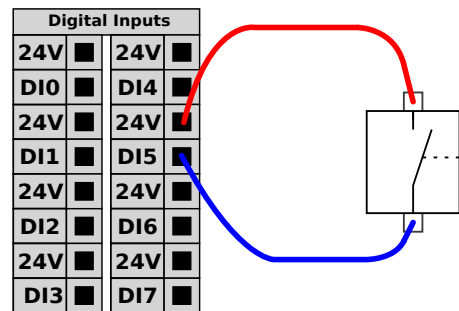 Digital Inputs
24V 24V
DI0 DI4
24V 24V
DI1 DI5
24V 24V
DI2 DI6
24V 24V
DI3 DI7